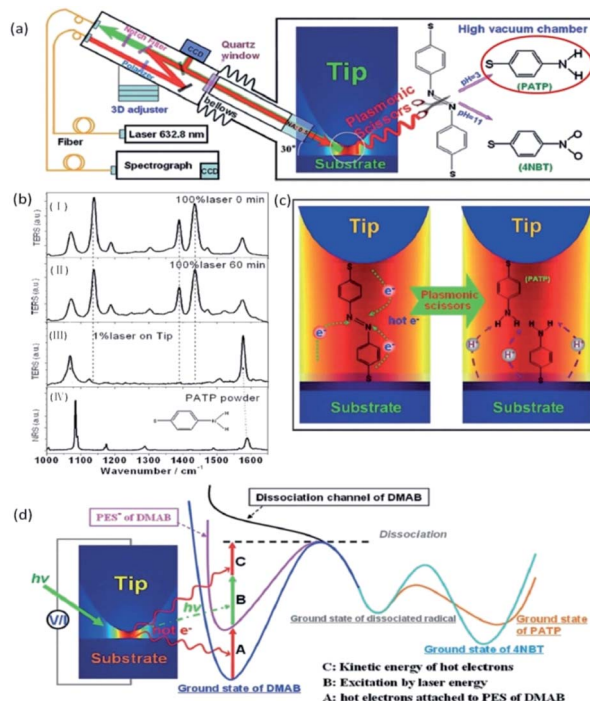 (a)
Notch Filter
Polarizer
CCD
Quartz
window
bellows
3D adjuster
Fiber
Laser 632.8 nm
Spectrograph
CCD
30°
High vacuum chamber
Tip
Plasmonic
Scissors
Substrate
S
N
N
S
pH=3
pH=11
S
N
H
H
(PATP)
S
N
O
O
(4NBT)
(b)
(I)
100%laser 0 min
(II)
100%laser 60 min
(III)
1%laser on Tip
(IV)
PATP powder
S
N
H
H
TERS (a.u.)
TERS (a.u.)
TERS (a.u.)
NRS (a.u.)
1000 1100 1200 1300 1400 1500 1600
Wavenumber / cm⁻¹
(c)
Tip
S
e⁻
N
N
hot e⁻
e⁻
e⁻
S
Substrate
Plasmonic
scissors
Tip
S
(PATP)
N
H
H
H
H
N
H
H
H
S
Substrate
(d)
Dissociation channel of DMAB
PES⁻ of DMAB
Dissociation
hν
Tip
hν
hot e⁻
V/I
Substrate
C
B
A
Ground state of dissociated radical
Ground state
of PATP
Ground state of 4NBT
Ground state of DMAB
C: Kinetic energy of hot electrons
B: Excitation by laser energy
A: hot electrons attached to PES of DMAB